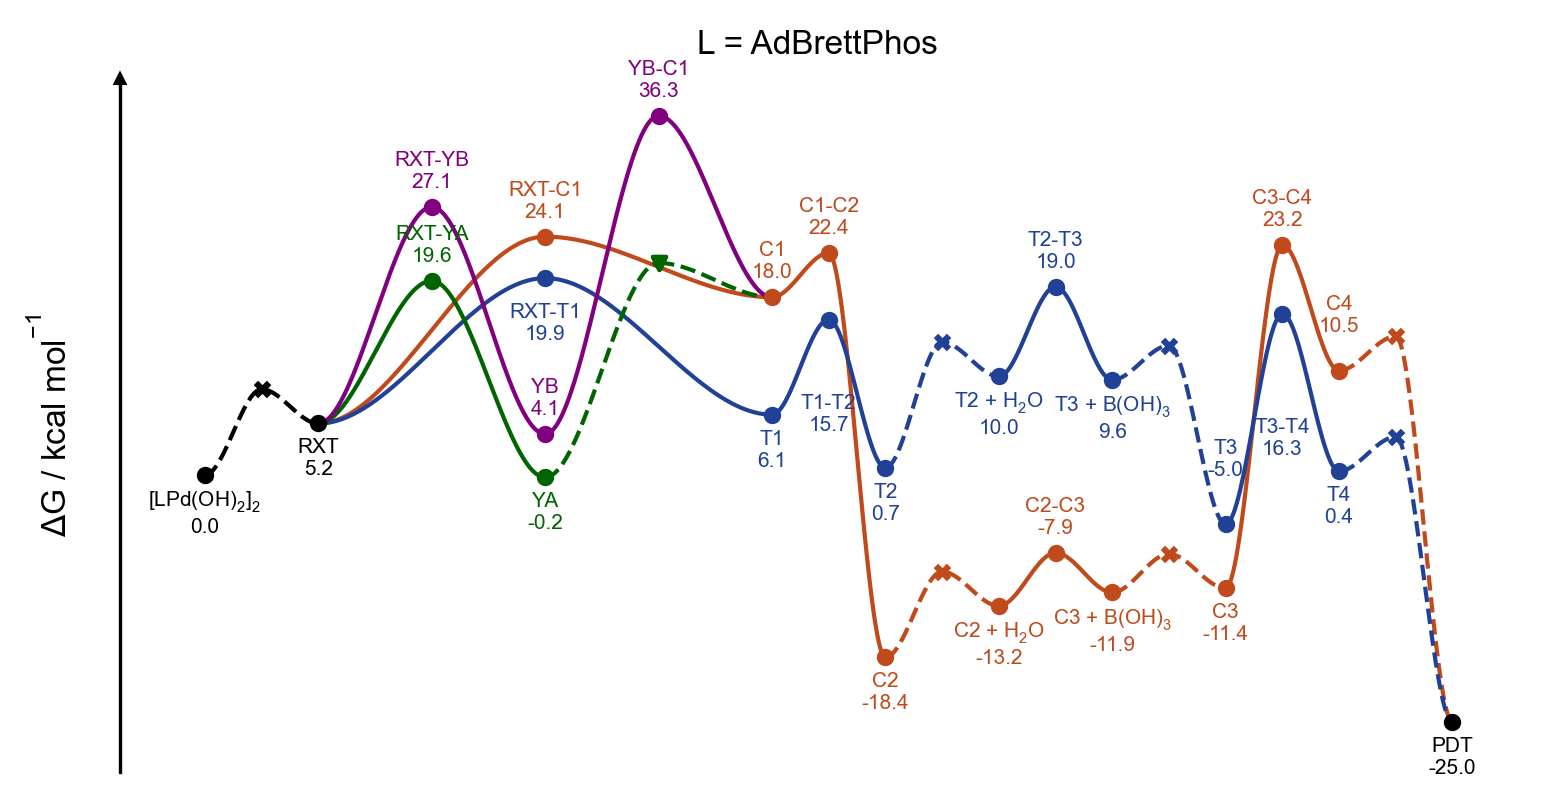 L = AdBrettPhos
ΔG / kcal mol⁻¹
YB-C1
36.3
RXT-YB
27.1
RXT-C1
24.1
RXT-YA
19.6
RXT-T1
19.9
C1
18.0
C1-C2
22.4
C3-C4
23.2
T2-T3
19.0
C4
10.5
YB
4.1
T1-T2
15.7
T2 + H₂O
10.0
T3 + B(OH)₃
9.6
T3-T4
16.3
T3
-5.0
T1
6.1
RXT
5.2
[LPd(OH)₂]₂
0.0
YA
-0.2
T2
0.7
T4
0.4
C2-C3
-7.9
C2 + H₂O
-13.2
C3 + B(OH)₃
-11.9
C3
-11.4
C2
-18.4
PDT
-25.0